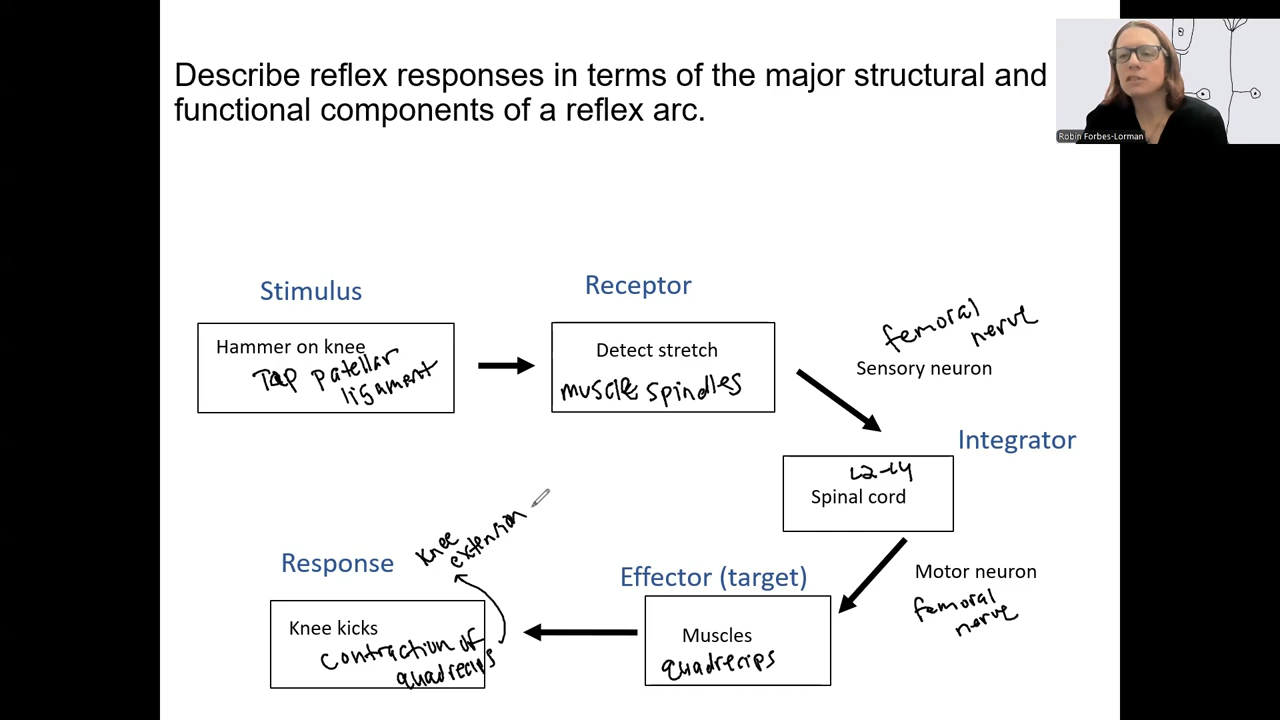 Describe reflex responses in terms of the major structural and
functional components of a reflex arc.
Robin Forbes-Lorman
Stimulus
Hammer on knee
Tap patellar
ligament
Receptor
Detect stretch
muscle spindles
femoral
nerve
Sensory neuron
Integrator
L2-L4
Spinal cord
Motor neuron
femoral
nerve
Effector (target)
Muscles
quadrecips
Response
Knee kicks
contraction of
quadrecips
Knee
extension